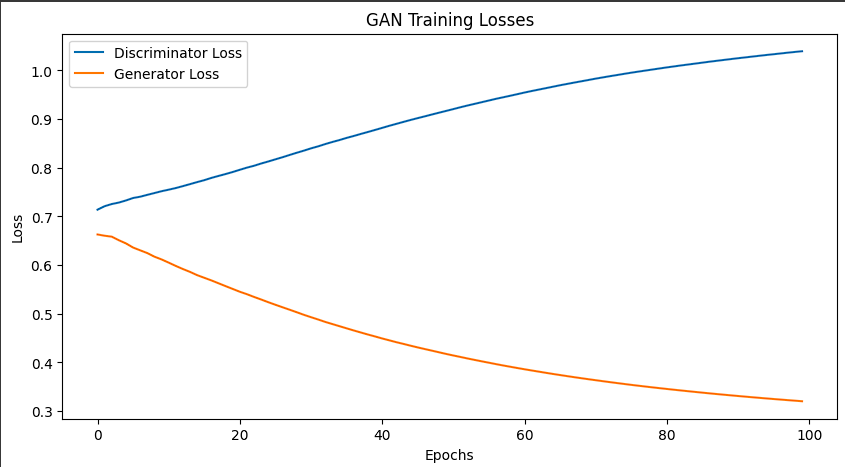 GAN Training Losses
Discriminator Loss
Generator Loss
1.0
0.9
0.8
0.7
0.6
0.5
0.4
0.3
Loss
0 20 40 60 80 100
Epochs